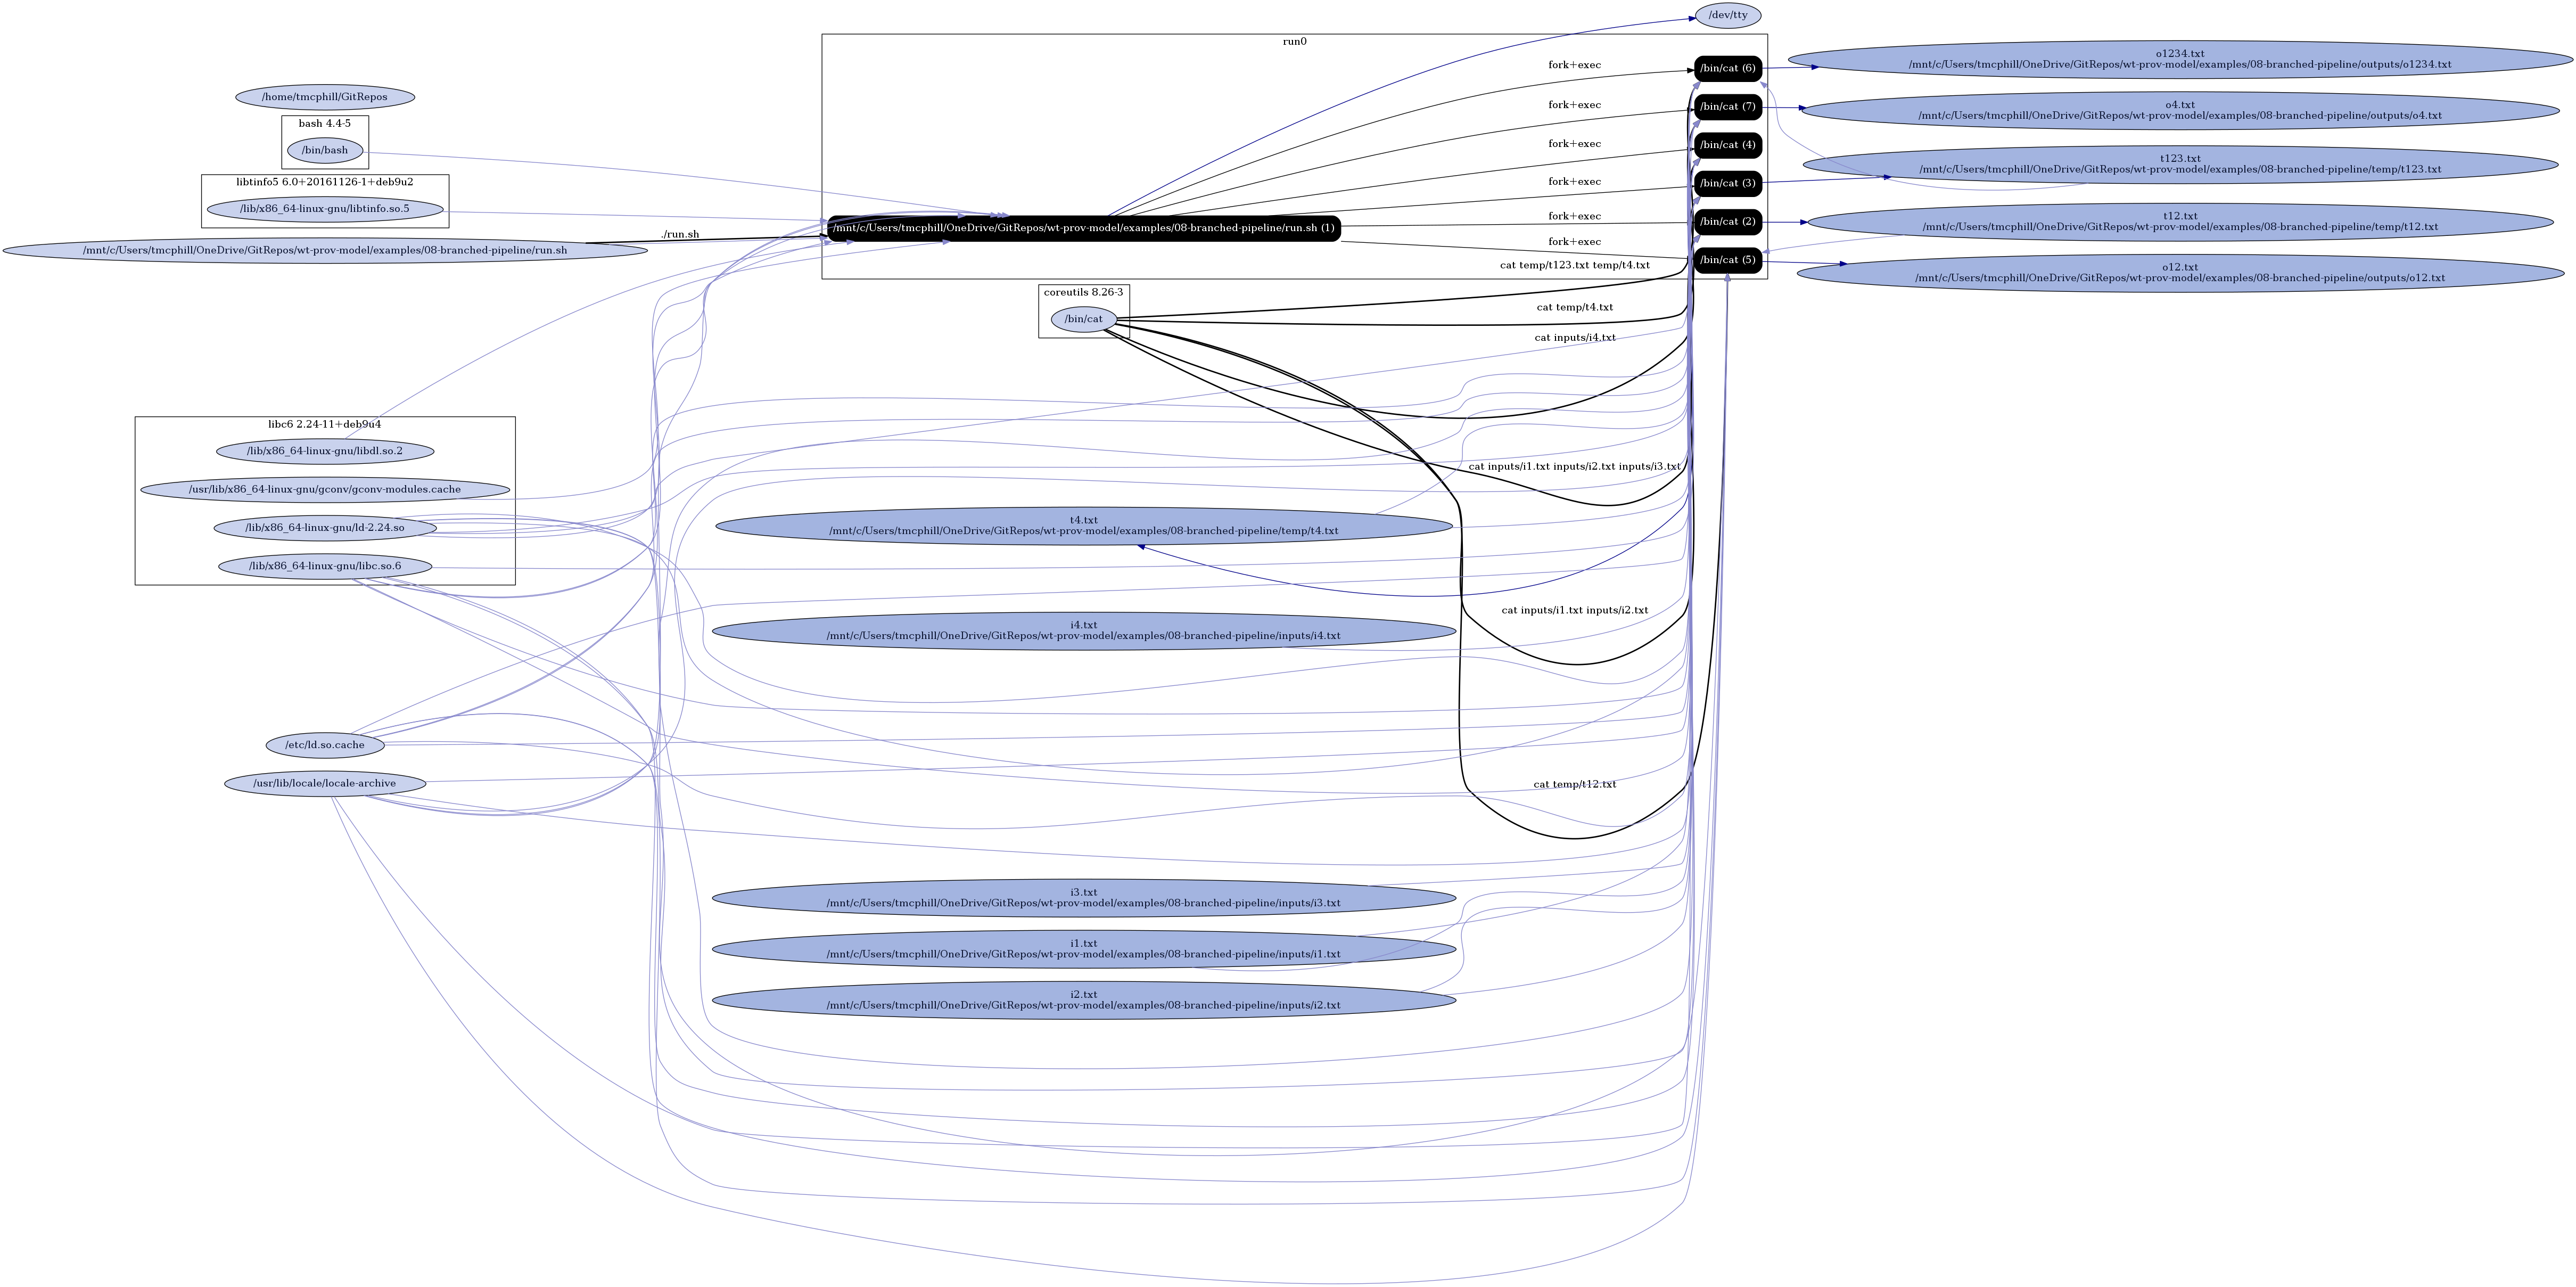 /dev/tty
run0
/bin/cat (6)
fork+exec
o1234.txt
/mnt/c/Users/tmcphill/OneDrive/GitRepos/wt-prov-model/examples/08-branched-pipeline/outputs/o1234.txt
/home/tmcphill/GitRepos
/bin/cat (7)
fork+exec
o4.txt
/mnt/c/Users/tmcphill/OneDrive/GitRepos/wt-prov-model/examples/08-branched-pipeline/outputs/o4.txt
bash 4.4-5
/bin/bash
/bin/cat (4)
fork+exec
t123.txt
/mnt/c/Users/tmcphill/OneDrive/GitRepos/wt-prov-model/examples/08-branched-pipeline/temp/t123.txt
libtinfo5 6.0+20161126-1+deb9u2
/lib/x86_64-linux-gnu/libtinfo.so.5
/bin/cat (3)
fork+exec
t12.txt
/mnt/c/Users/tmcphill/OneDrive/GitRepos/wt-prov-model/examples/08-branched-pipeline/temp/t12.txt
/bin/cat (2)
fork+exec
/mnt/c/Users/tmcphill/OneDrive/GitRepos/wt-prov-model/examples/08-branched-pipeline/run.sh (1)
./run.sh
/mnt/c/Users/tmcphill/OneDrive/GitRepos/wt-prov-model/examples/08-branched-pipeline/run.sh
fork+exec
/bin/cat (5)
o12.txt
/mnt/c/Users/tmcphill/OneDrive/GitRepos/wt-prov-model/examples/08-branched-pipeline/outputs/o12.txt
cat temp/t123.txt temp/t4.txt
coreutils 8.26-3
/bin/cat
cat temp/t4.txt
cat inputs/i4.txt
libc6 2.24-11+deb9u4
/lib/x86_64-linux-gnu/libdl.so.2
cat inputs/i1.txt inputs/i2.txt inputs/i3.txt
/usr/lib/x86_64-linux-gnu/gconv/gconv-modules.cache
/lib/x86_64-linux-gnu/ld-2.24.so
t4.txt
/mnt/c/Users/tmcphill/OneDrive/GitRepos/wt-prov-model/examples/08-branched-pipeline/temp/t4.txt
/lib/x86_64-linux-gnu/libc.so.6
cat inputs/i1.txt inputs/i2.txt
i4.txt
/mnt/c/Users/tmcphill/OneDrive/GitRepos/wt-prov-model/examples/08-branched-pipeline/inputs/i4.txt
/etc/ld.so.cache
/usr/lib/locale/locale-archive
cat temp/t12.txt
i3.txt
/mnt/c/Users/tmcphill/OneDrive/GitRepos/wt-prov-model/examples/08-branched-pipeline/inputs/i3.txt
i1.txt
/mnt/c/Users/tmcphill/OneDrive/GitRepos/wt-prov-model/examples/08-branched-pipeline/inputs/i1.txt
i2.txt
/mnt/c/Users/tmcphill/OneDrive/GitRepos/wt-prov-model/examples/08-branched-pipeline/inputs/i2.txt